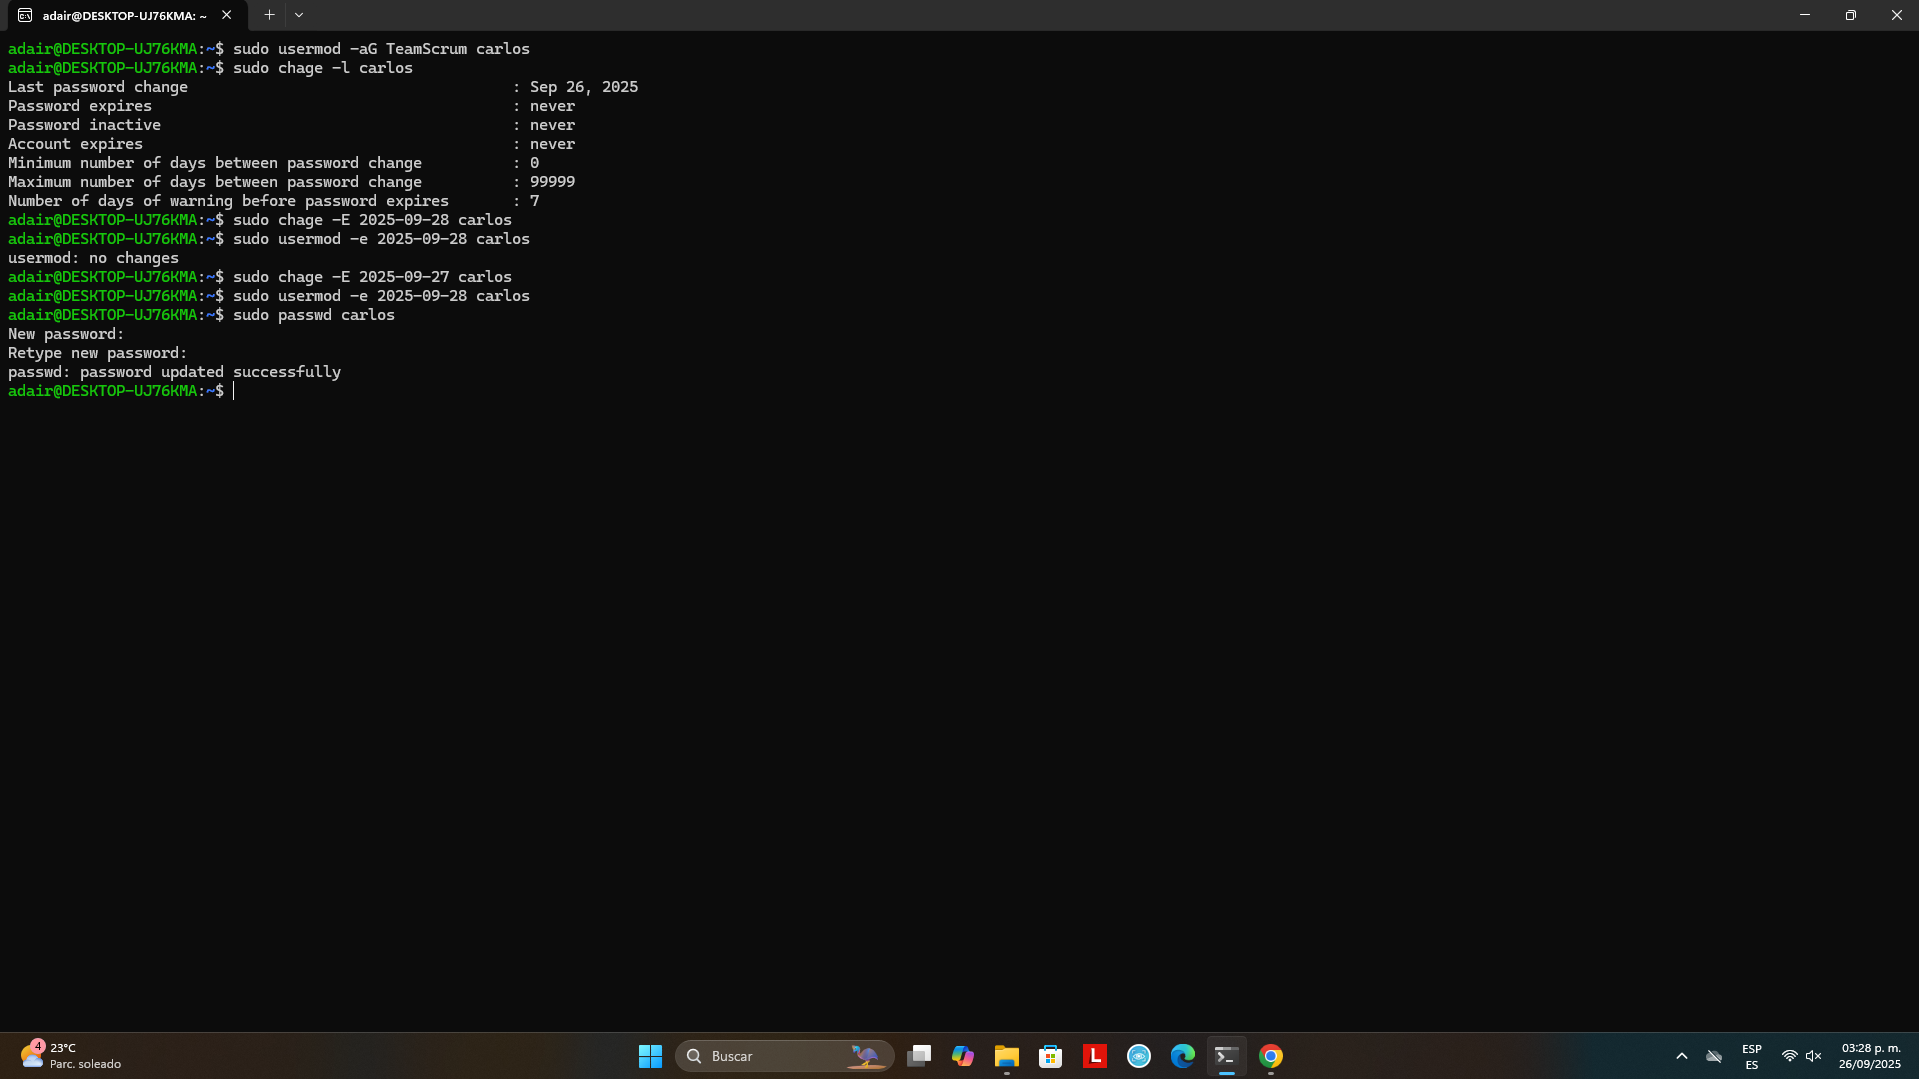 adair@DESKTOP-UJ76KMA: ~
adair@DESKTOP-UJ76KMA:~$ sudo usermod -aG TeamScrum carlos
adair@DESKTOP-UJ76KMA:~$ sudo chage -l carlos
Last password change : Sep 26, 2025
Password expires : never
Password inactive : never
Account expires : never
Minimum number of days between password change : 0
Maximum number of days between password change : 99999
Number of days of warning before password expires : 7
adair@DESKTOP-UJ76KMA:~$ sudo chage -E 2025-09-28 carlos
adair@DESKTOP-UJ76KMA:~$ sudo usermod -e 2025-09-28 carlos
usermod: no changes
adair@DESKTOP-UJ76KMA:~$ sudo chage -E 2025-09-27 carlos
adair@DESKTOP-UJ76KMA:~$ sudo usermod -e 2025-09-28 carlos
adair@DESKTOP-UJ76KMA:~$ sudo passwd carlos
New password:
Retype new password:
passwd: password updated successfully
adair@DESKTOP-UJ76KMA:~$
4
23°C
Parc. soleado
Buscar
L
ESP
ES
03:28 p. m.
26/09/2025